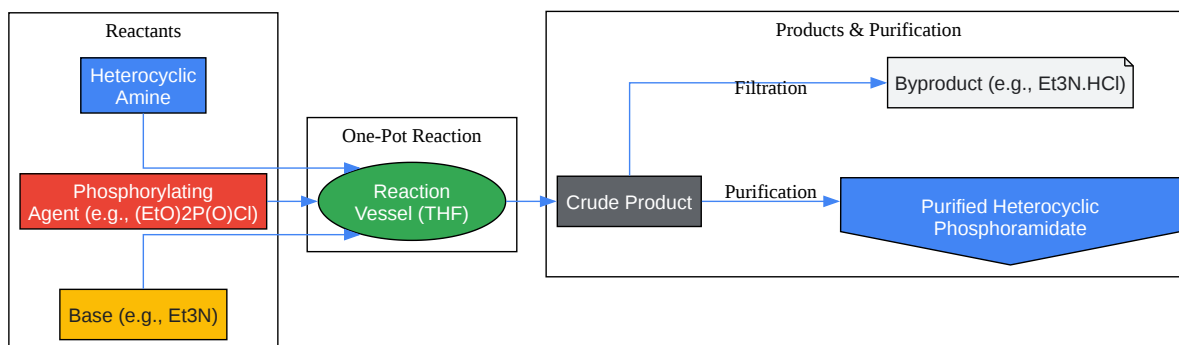 Reactants
Heterocyclic
Amine
Phosphorylating
Agent (e.g., (EtO)2P(O)Cl)
Base (e.g., Et3N)
One-Pot Reaction
Reaction
Vessel (THF)
Products & Purification
Crude Product
Filtration
Byproduct (e.g., Et3N.HCl)
Purification
Purified Heterocyclic
Phosphoramidate